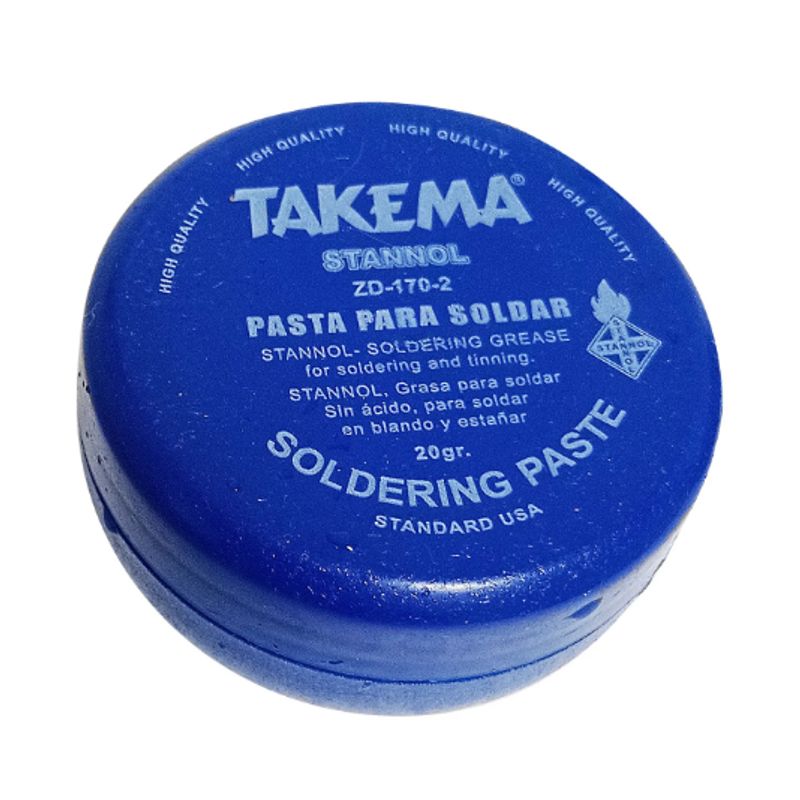 HIGH QUALITY HIGH QUALITY HIGH QUALITY HIGH QUALITY
TAKEMA®
STANNOL
ZD-170-2
PASTA PARA SOLDAR
STANNOL- SOLDERING GREASE
for soldering and tinning.
STANNOL, Grasa para soldar
Sin ácido, para soldar
en blando y estañar
20gr.
SOLDERING PASTE
STANDARD USA
STANNOL
STANNOL